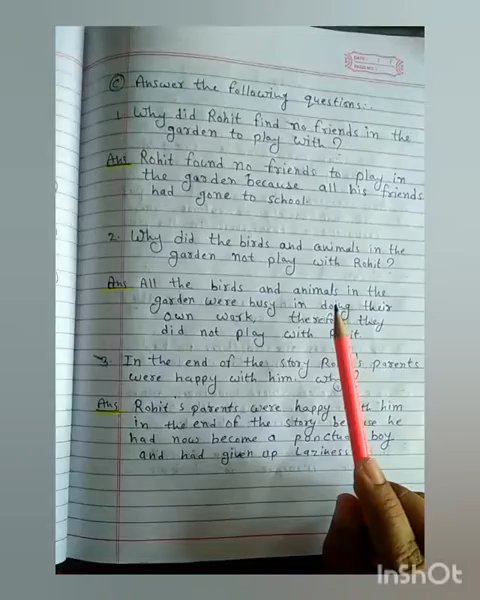 DATE: / /
PAGE NO.:
C Answer the following questions:-
1. Why did Rohit find no friends in the
garden to play with?
Ans Rohit found no friends to play in
the garden because all his friends
had gone to school.
2. Why did the birds and animals in the
garden not play with Rohit?
Ans All the birds and animals in the
garden were busy in doing their
own work, they
did not play with
3. In the end of the story parents
were happy with him. Why?
Ans Rohit's parents were happy him
in the end of the story because he
had now become a punctual boy
and had given up Laziness
InShOt